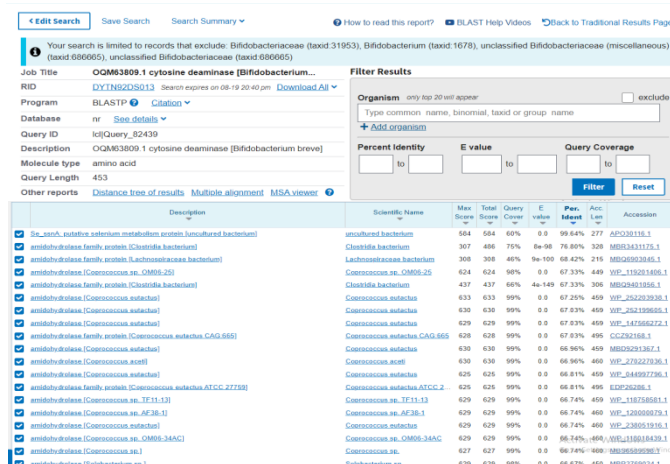 Edit Search Save Search Search Summary How to read this report? BLAST Help Videos Back to Traditional Results Page
Your search is limited to records that exclude: Bifidobacteriaceae (taxid:31953), Bifidobacterium (taxid:1678), unclassified Bifidobacteriaceae (miscellaneous)
(taxid:686665), unclassified Bifidobacteriaceae (taxid:686665)
Job Title OQM63809.1 cytosine deaminase [Bifidobacterium...
RID DYTN92DS013 Search expires on 08-19 20:40 pm Download All
Program BLASTP Citation
Database nr See details
Query ID lcl|Query_82439
Description OQM63809.1 cytosine deaminase [Bifidobacterium breve]
Molecule type amino acid
Query Length 453
Other reports Distance tree of results Multiple alignment MSA viewer
Filter Results
Organism only top 20 will appear exclude
Type common name, binomial, taxid or group name
+ Add organism
Percent Identity E value Query Coverage
to to to
Filter Reset
Description Scientific Name Max Score Total Score Query Cover E value Per. Ident Acc. Len Accession
Se_ssnA: putative selenium metabolism protein [uncultured bacterium] uncultured bacterium 584 584 60% 0.0 99.64% 277 APO30116.1
amidohydrolase family protein [Clostridia bacterium] Clostridia bacterium 307 486 75% 8e-98 76.80% 328 MBR3431175.1
amidohydrolase family protein [Lachnospiraceae bacterium] Lachnospiraceae bacterium 308 308 46% 9e-100 68.42% 215 MBQ6903845.1
amidohydrolase [Coprococcus sp. OM06-25] Coprococcus sp. OM06-25 624 624 98% 0.0 67.33% 449 WP_119201406.1
amidohydrolase family protein [Clostridia bacterium] Clostridia bacterium 437 437 66% 4e-149 67.33% 306 MBQ9401056.1
amidohydrolase [Coprococcus eutactus] Coprococcus eutactus 633 633 99% 0.0 67.25% 459 WP_252203938.1
amidohydrolase [Coprococcus eutactus] Coprococcus eutactus 630 630 99% 0.0 67.03% 459 WP_252199685.1
amidohydrolase [Coprococcus eutactus] Coprococcus eutactus 629 629 99% 0.0 67.03% 459 WP_147566272.1
amidohydrolase family protein [Coprococcus eutactus CAG:665] Coprococcus eutactus CAG:665 628 628 99% 0.0 67.03% 495 CCZ92168.1
amidohydrolase [Coprococcus eutactus] Coprococcus eutactus 630 630 99% 0.0 66.96% 459 MBD9291367.1
amidohydrolase [Coprococcus aceti] Coprococcus aceti 630 630 99% 0.0 66.96% 460 WP_270227036.1
amidohydrolase [Coprococcus eutactus] Coprococcus eutactus 625 625 99% 0.0 66.81% 459 WP_044997796.1
amidohydrolase family protein [Coprococcus eutactus ATCC 27759] Coprococcus eutactus ATCC 2... 625 625 99% 0.0 66.81% 495 EDP26286.1
amidohydrolase [Coprococcus sp. TF11-13] Coprococcus sp. TF11-13 629 629 99% 0.0 66.74% 459 WP_118758581.1
amidohydrolase [Coprococcus sp. AF38-1] Coprococcus sp. AF38-1 629 629 99% 0.0 66.74% 460
amidohydrolase [Coprococcus eutactus] Coprococcus eutactus 629 629 99% 0.0 66.74% 459 WP_238051916.1
amidohydrolase [Coprococcus sp. OM06-34AC] Coprococcus sp. OM06-34AC 629 629 99% 0.0 66.74% 460
amidohydrolase [Coprococcus sp.] Coprococcus sp. 627 627 99% 0.0 66.74% 460